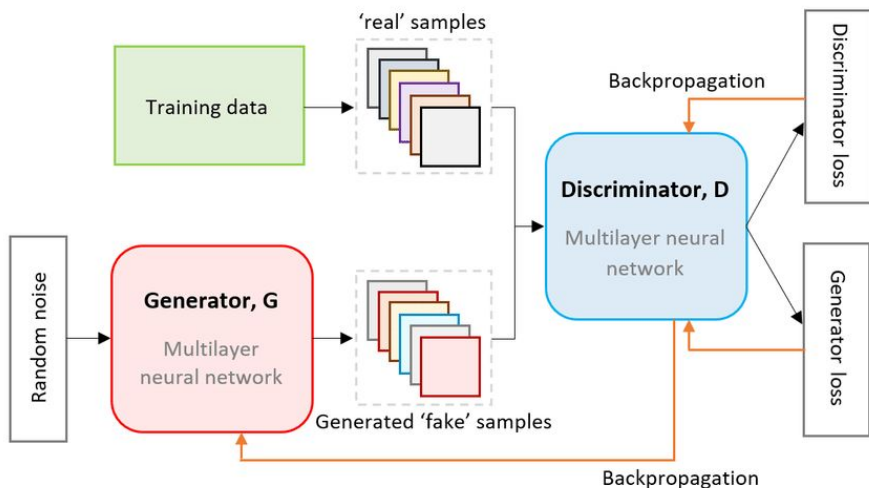 ‘real’ samples
Training data
Backpropagation
Discriminator loss
Discriminator, D
Multilayer neural
network
Random noise
Generator, G
Multilayer
neural network
Generated ‘fake’ samples
Generator loss
Backpropagation